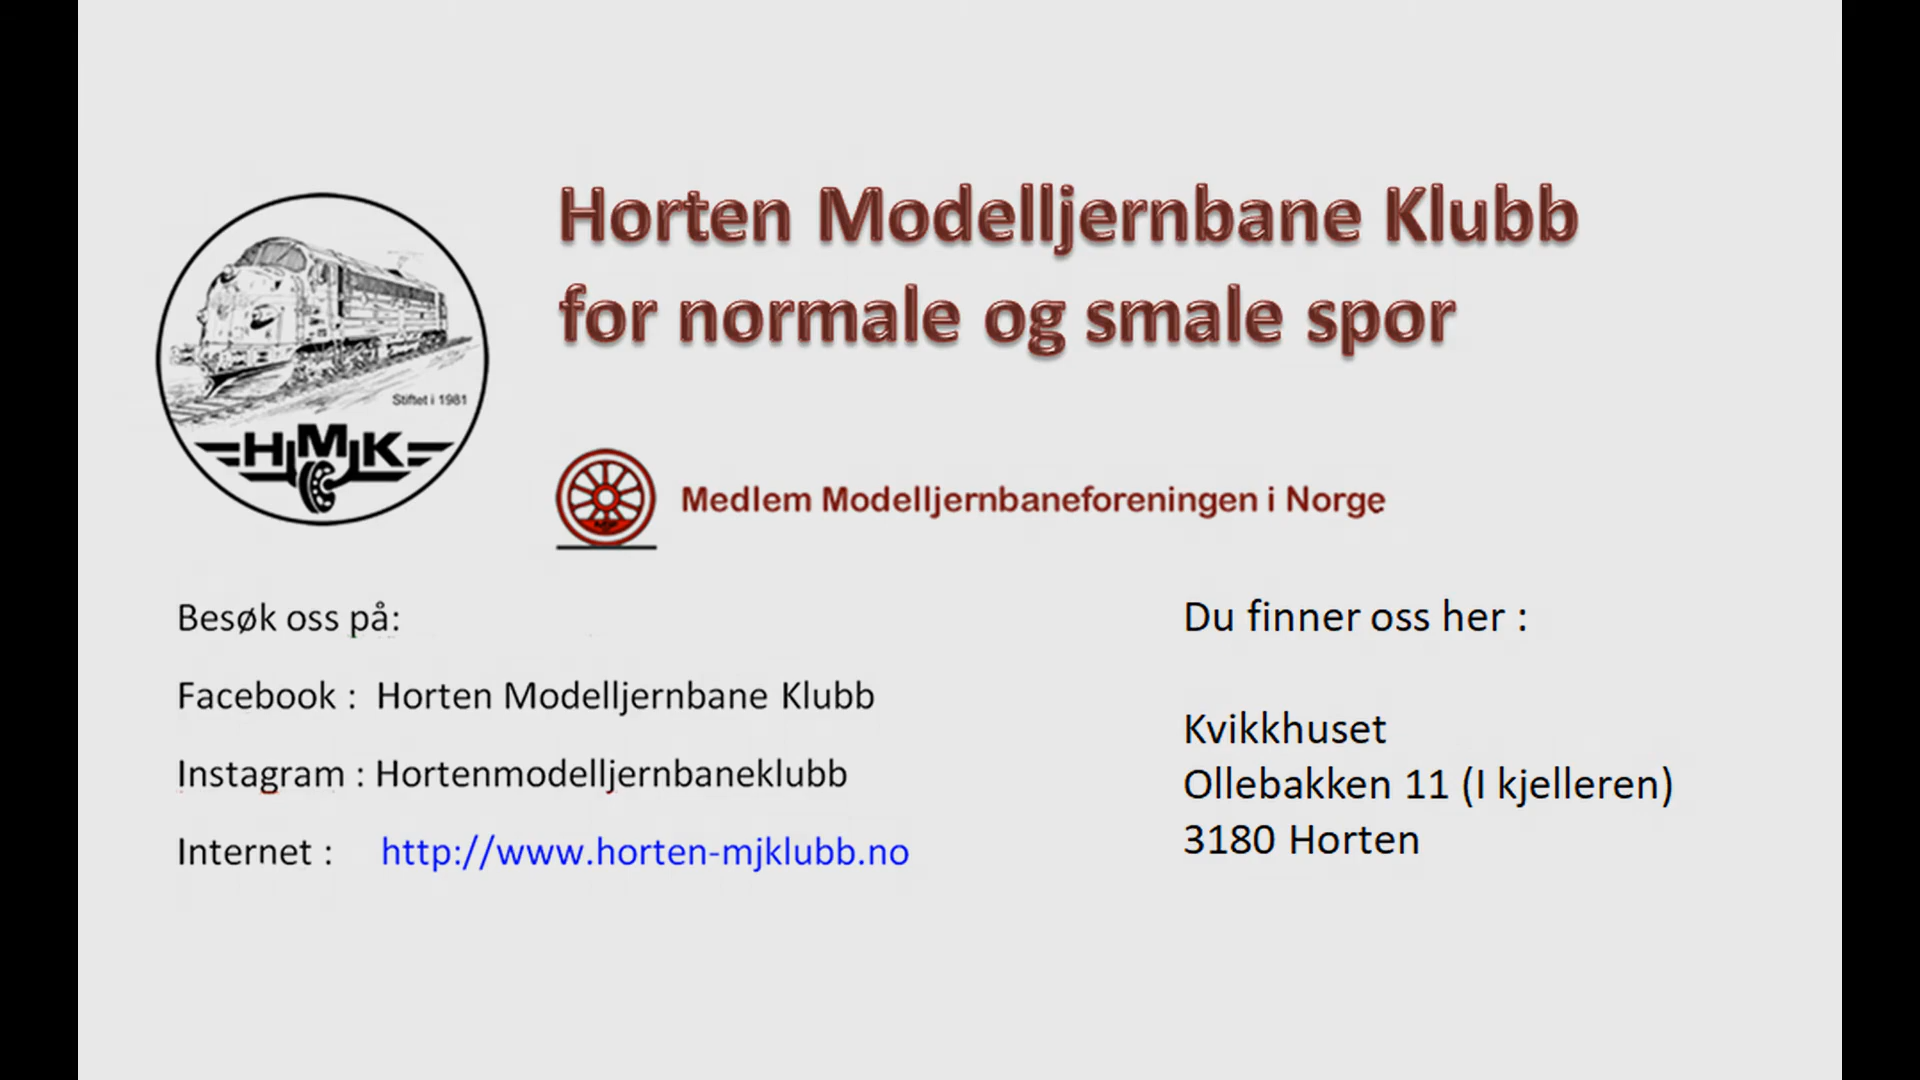 Horten Modelljernbane Klubb
for normale og smale spor
Stiftet i 1981
HMJK
Medlem Modelljernbaneforeningen i Norge
Besøk oss på:
Facebook : Horten Modelljernbane Klubb
Instagram : Hortenmodelljernbaneklubb
Internet : http://www.horten-mjklubb.no
Du finner oss her :
Kvikkhuset
Ollebakken 11 (I kjelleren)
3180 Horten